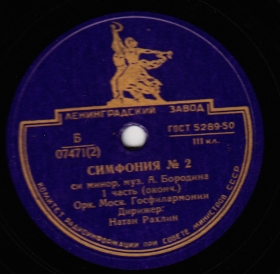 ЛЕНИНГРАДСКИЙ ЗАВОД
Б
07471(2)
ГОСТ 5289-50
III кл.
СИМФОНИЯ № 2
си минор, муз. А. Бородина
1 часть (оконч.)
Орк. Моск. Госфилармонии
Дирижер:
Натан Рахлин
КОМИТЕТ РАДИОИНФОРМАЦИИ ПРИ СОВЕТЕ МИНИСТРОВ СССР